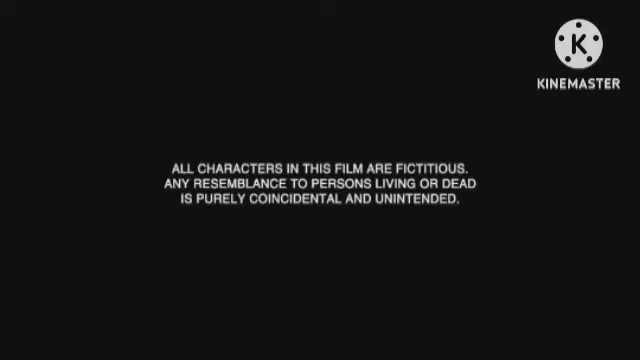 K
KINEMASTER
ALL CHARACTERS IN THIS FILM ARE FICTITIOUS.
ANY RESEMBLANCE TO PERSONS LIVING OR DEAD
IS PURELY COINCIDENTAL AND UNINTENDED.